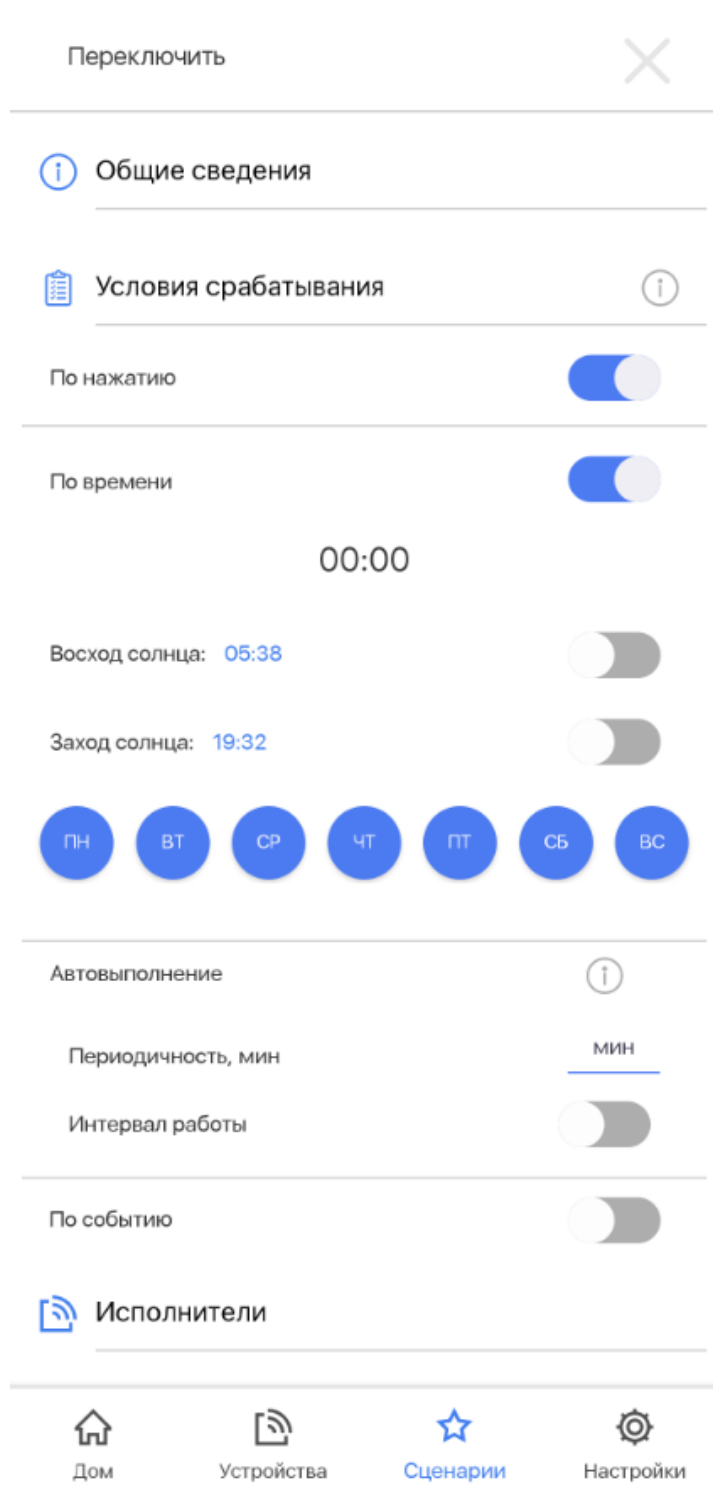 Переключить
Общие сведения
Условия срабатывания
По нажатию
По времени
00:00
Восход солнца: 05:38
Заход солнца: 19:32
ПН ВТ СР ЧТ ПТ СБ ВС
Автовыполнение
Периодичность, мин мин
Интервал работы
По событию
Исполнители
Дом Устройства Сценарии Настройки